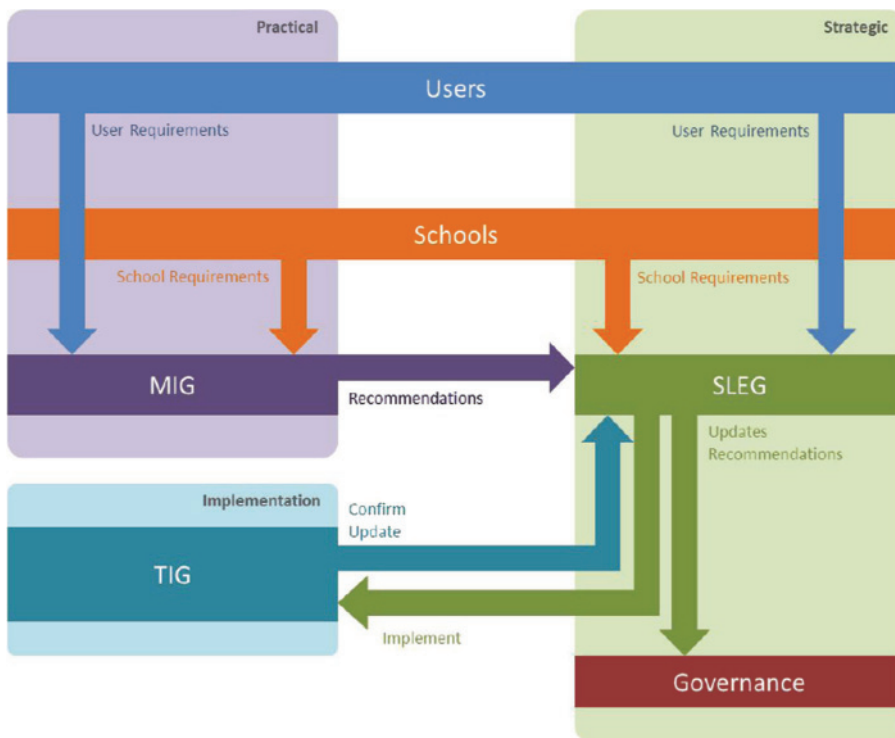 Practical
Strategic
Users
User Requirements
User Requirements
Schools
School Requirements
School Requirements
MIG
Recommendations
SLEG
Updates
Recommendations
Implementation
Confirm
Update
TIG
Implement
Governance